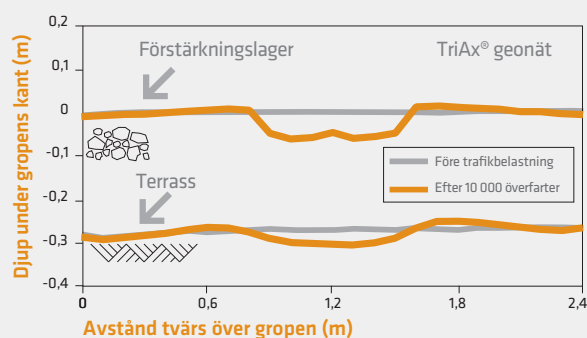 0,2
Förstärkningslager
TriAx® geonät
0,1
0
-0,1
Före trafikbelastning
Efter 10 000 överfarter
Terrass
-0,2
-0,3
-0,4
0
0,6
1,2
1,8
2,4
Djup under gropens kant (m)
Avstånd tvärs över gropen (m)